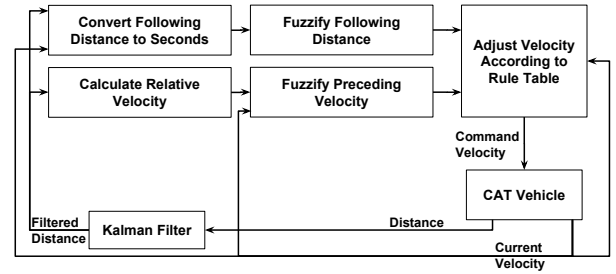 Convert Following
Distance to Seconds
Fuzzify Following
Distance
Adjust Velocity
According to
Rule Table
Calculate Relative
Velocity
Fuzzify Preceding
Velocity
Command
Velocity
CAT Vehicle
Filtered
Distance
Kalman Filter
Distance
Current
Velocity